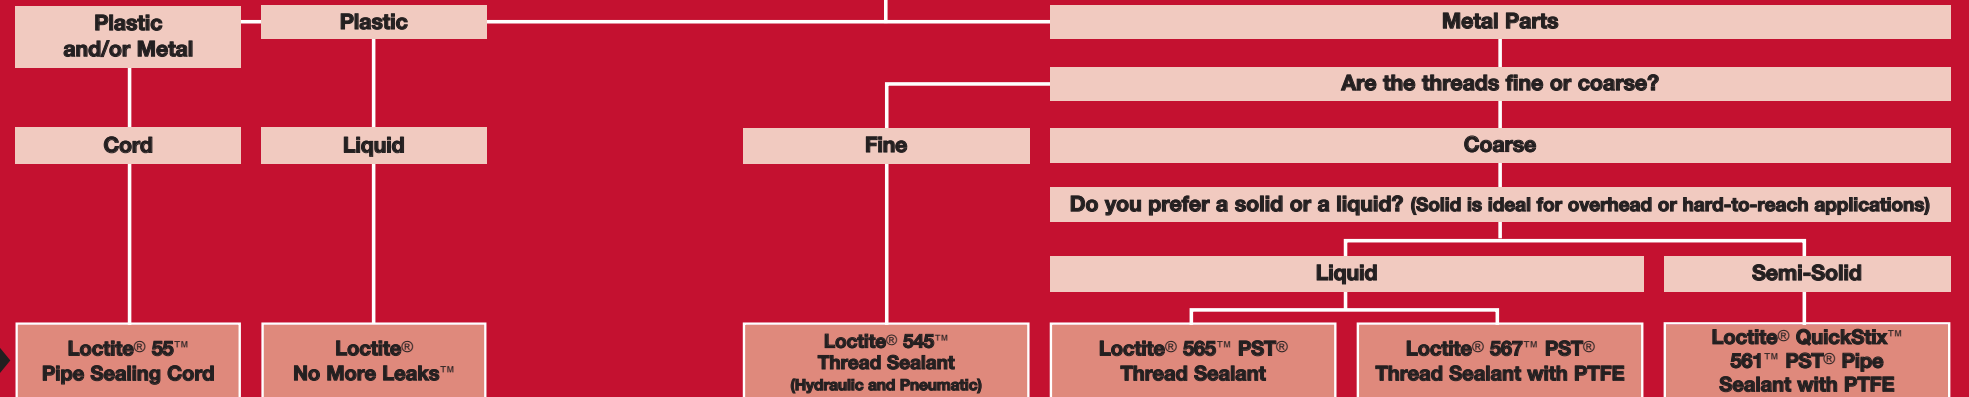 Plastic
and/or Metal
Plastic
Metal Parts
Are the threads fine or coarse?
Cord
Liquid
Fine
Coarse
Do you prefer a solid or a liquid? (Solid is ideal for overhead or hard-to-reach applications)
Liquid
Semi-Solid
Loctite® 55™
Pipe Sealing Cord
Loctite®
No More Leaks™
Loctite® 545™
Thread Sealant
(Hydraulic and Pneumatic)
Loctite® 565™ PST®
Thread Sealant
Loctite® 567™ PST®
Thread Sealant with PTFE
Loctite® QuickStix™
561™ PST® Pipe
Sealant with PTFE